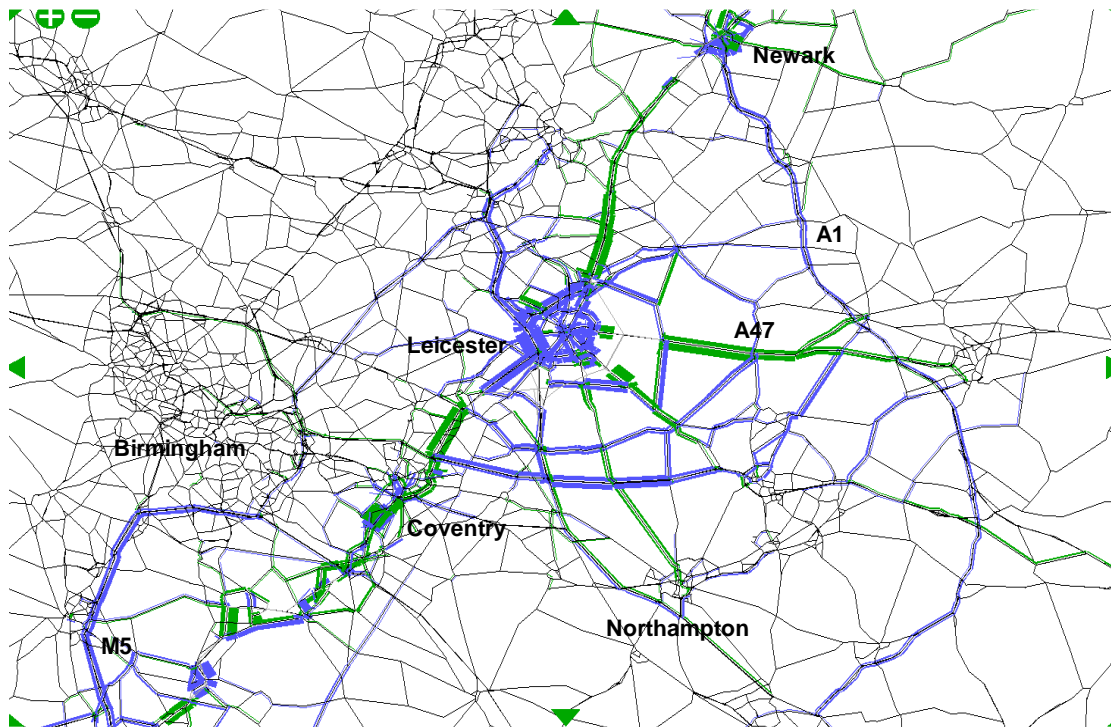 Newark
A1
A47
Leicester
Birmingham
Coventry
Northampton
M5